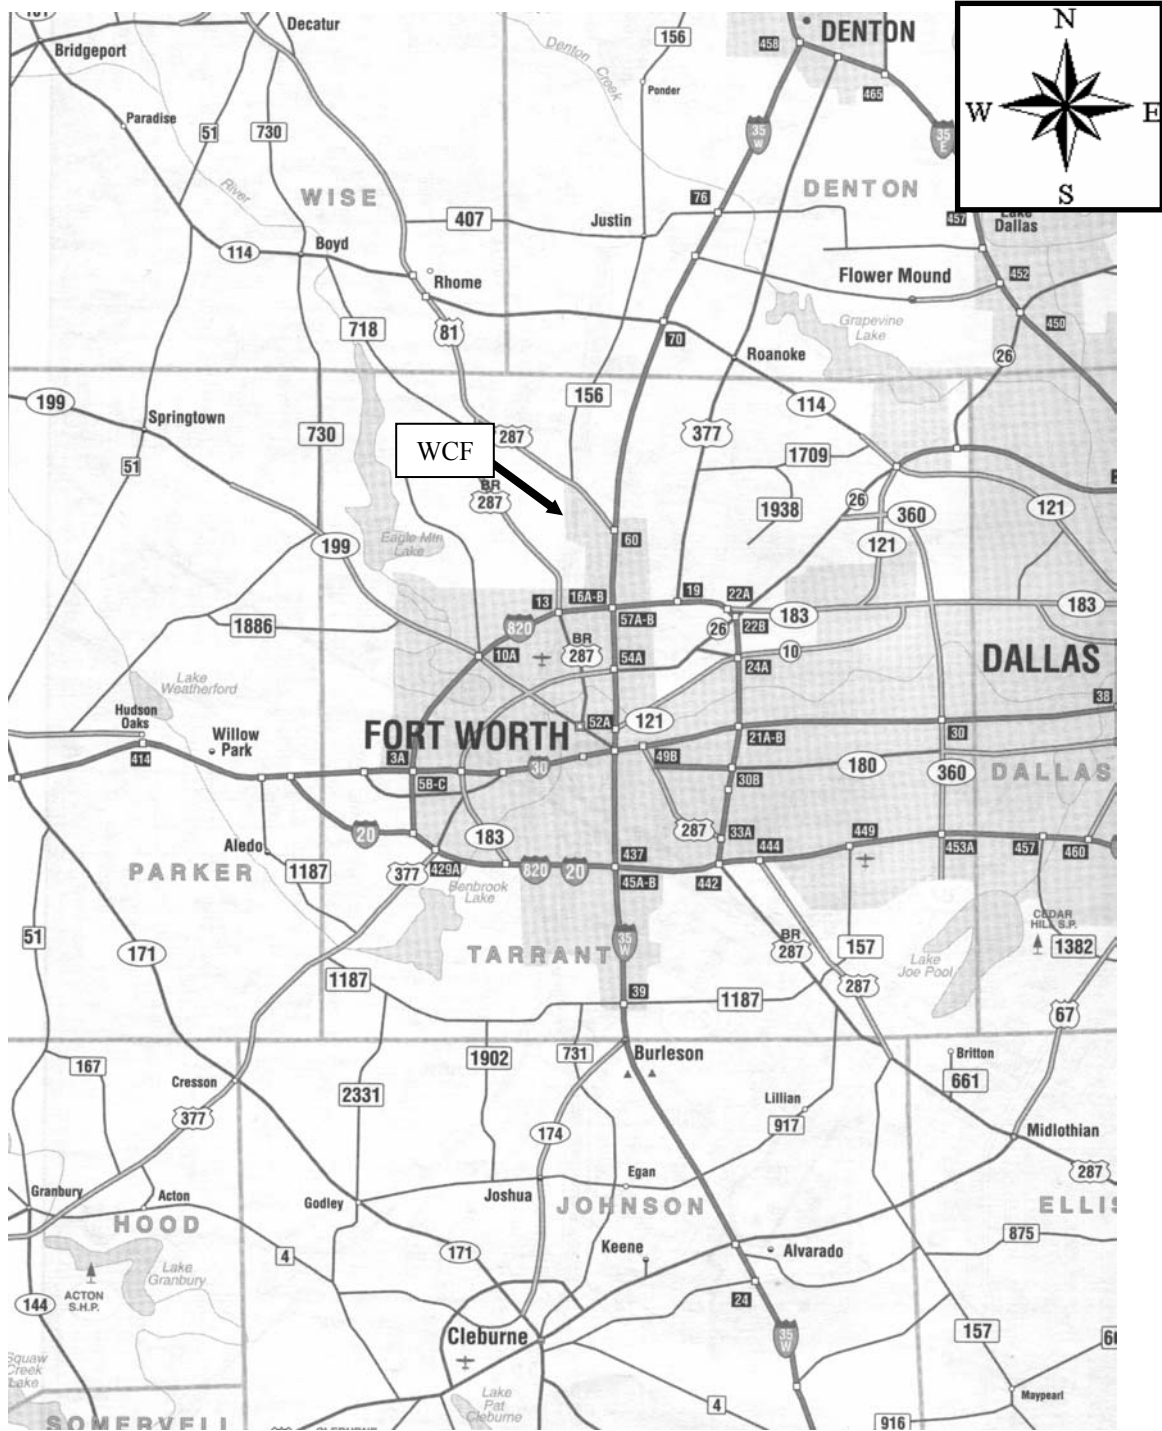 Decatur
DENTON
N
Bridgeport
156
458
Denton Creek
Ponder
465
W
E
Paradise
51
730
35
W
35
E
S
River
WISE
DENTON
76
407
Justin
457
Lake
Dallas
114
Boyd
Rhome
Flower Mound
452
718
81
Grapevine
Lake
450
70
Roanoke
26
199
Springtown
156
114
730
377
287
WCF
1709
51
BR
287
1938
26
360
121
121
199
Eagle Mtn
Lake
60
13
16A-B
19
22A
820
57A-B
183
183
1886
26
22B
BR
287
10A
54A
10
24A
DALLAS
Lake
Weatherford
38
Hudson
Oaks
Willow
Park
FORT WORTH
52A
121
21A-B
30
414
3A
49B
180
5B-C
30
30B
360
DALLAS
20
183
287
33A
449
Aledo
437
444
453A
457
460
PARKER
1187
377
429A
820
20
45A-B
442
Benbrook
Lake
51
171
TARRANT
35
W
BR
287
157
CEDAR
HILL S.P.
1382
Lake
Joe Pool
1187
39
1187
287
67
167
1902
731
Burleson
Britton
Cresson
661
2331
Lillian
377
174
917
Midlothian
287
Granbury
Acton
Godley
Joshua
Egan
HOOD
JOHNSON
4
171
Keene
Alvarado
875
Lake
Granbury
ACTON
S.H.P.
144
24
Cleburne
35
W
157
Squaw
Creek
Lake
Maypearl
Lake
Pat
Cleburne
4
SOMERVELL
916